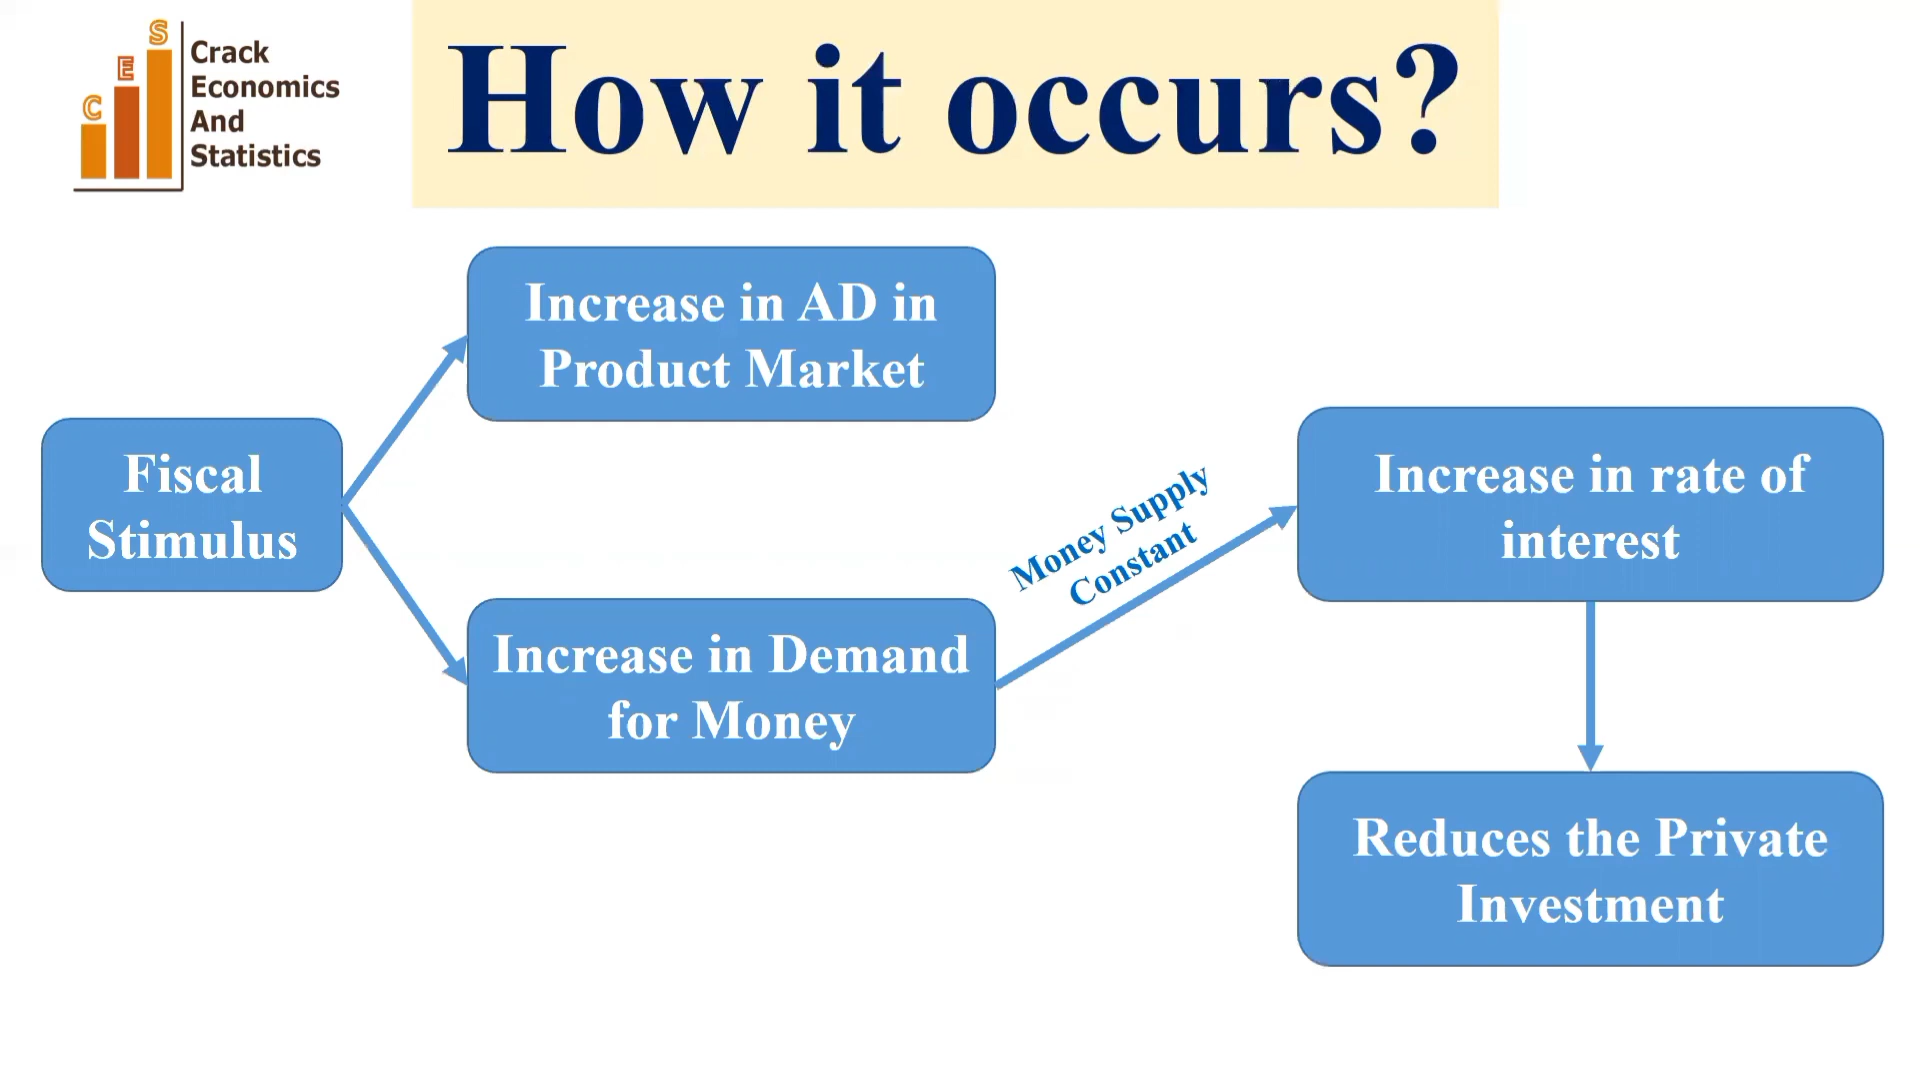 C
E
S
Crack
Economics
And
Statistics
How it occurs?
Increase in AD in
Product Market
Fiscal
Stimulus
Increase in Demand
for Money
Money Supply
Constant
Increase in rate of
interest
Reduces the Private
Investment